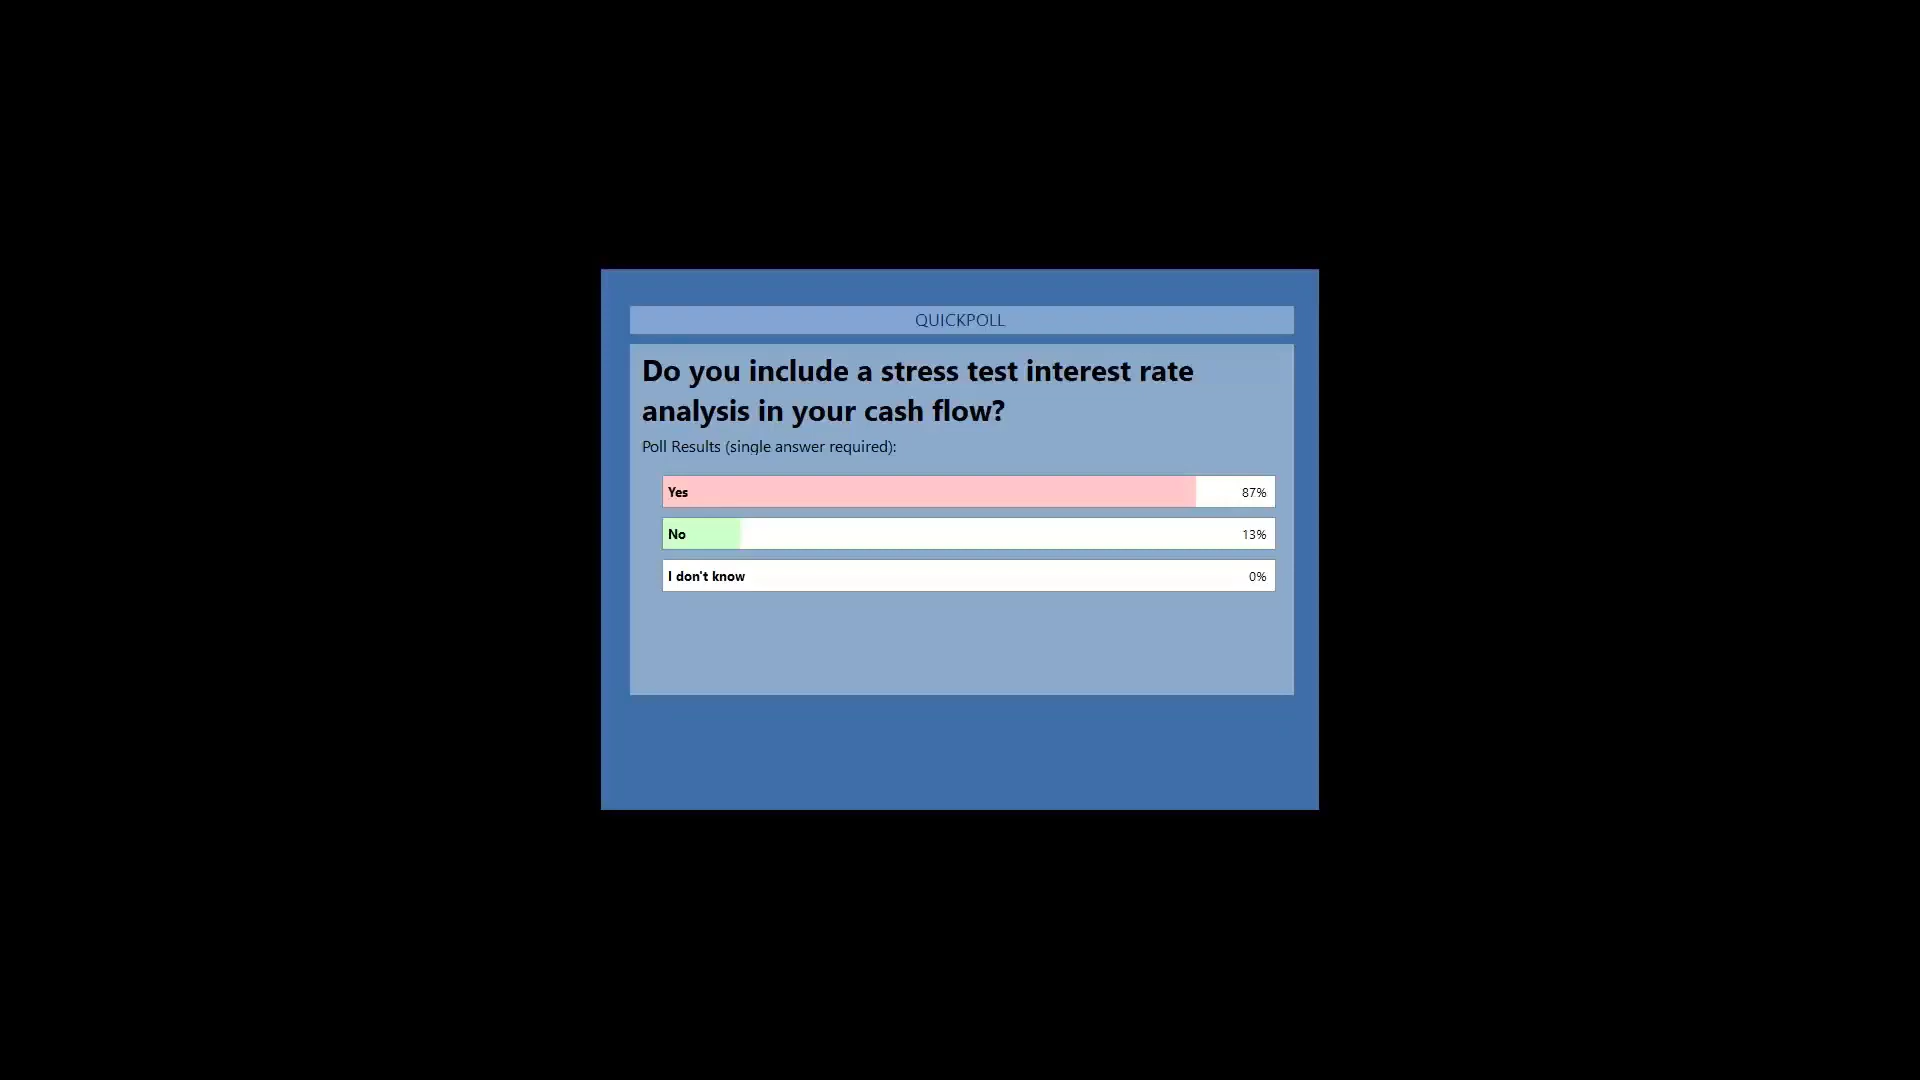 QUICKPOLL
Do you include a stress test interest rate
analysis in your cash flow?
Poll Results (single answer required):
Yes 87%
No 13%
I don't know 0%